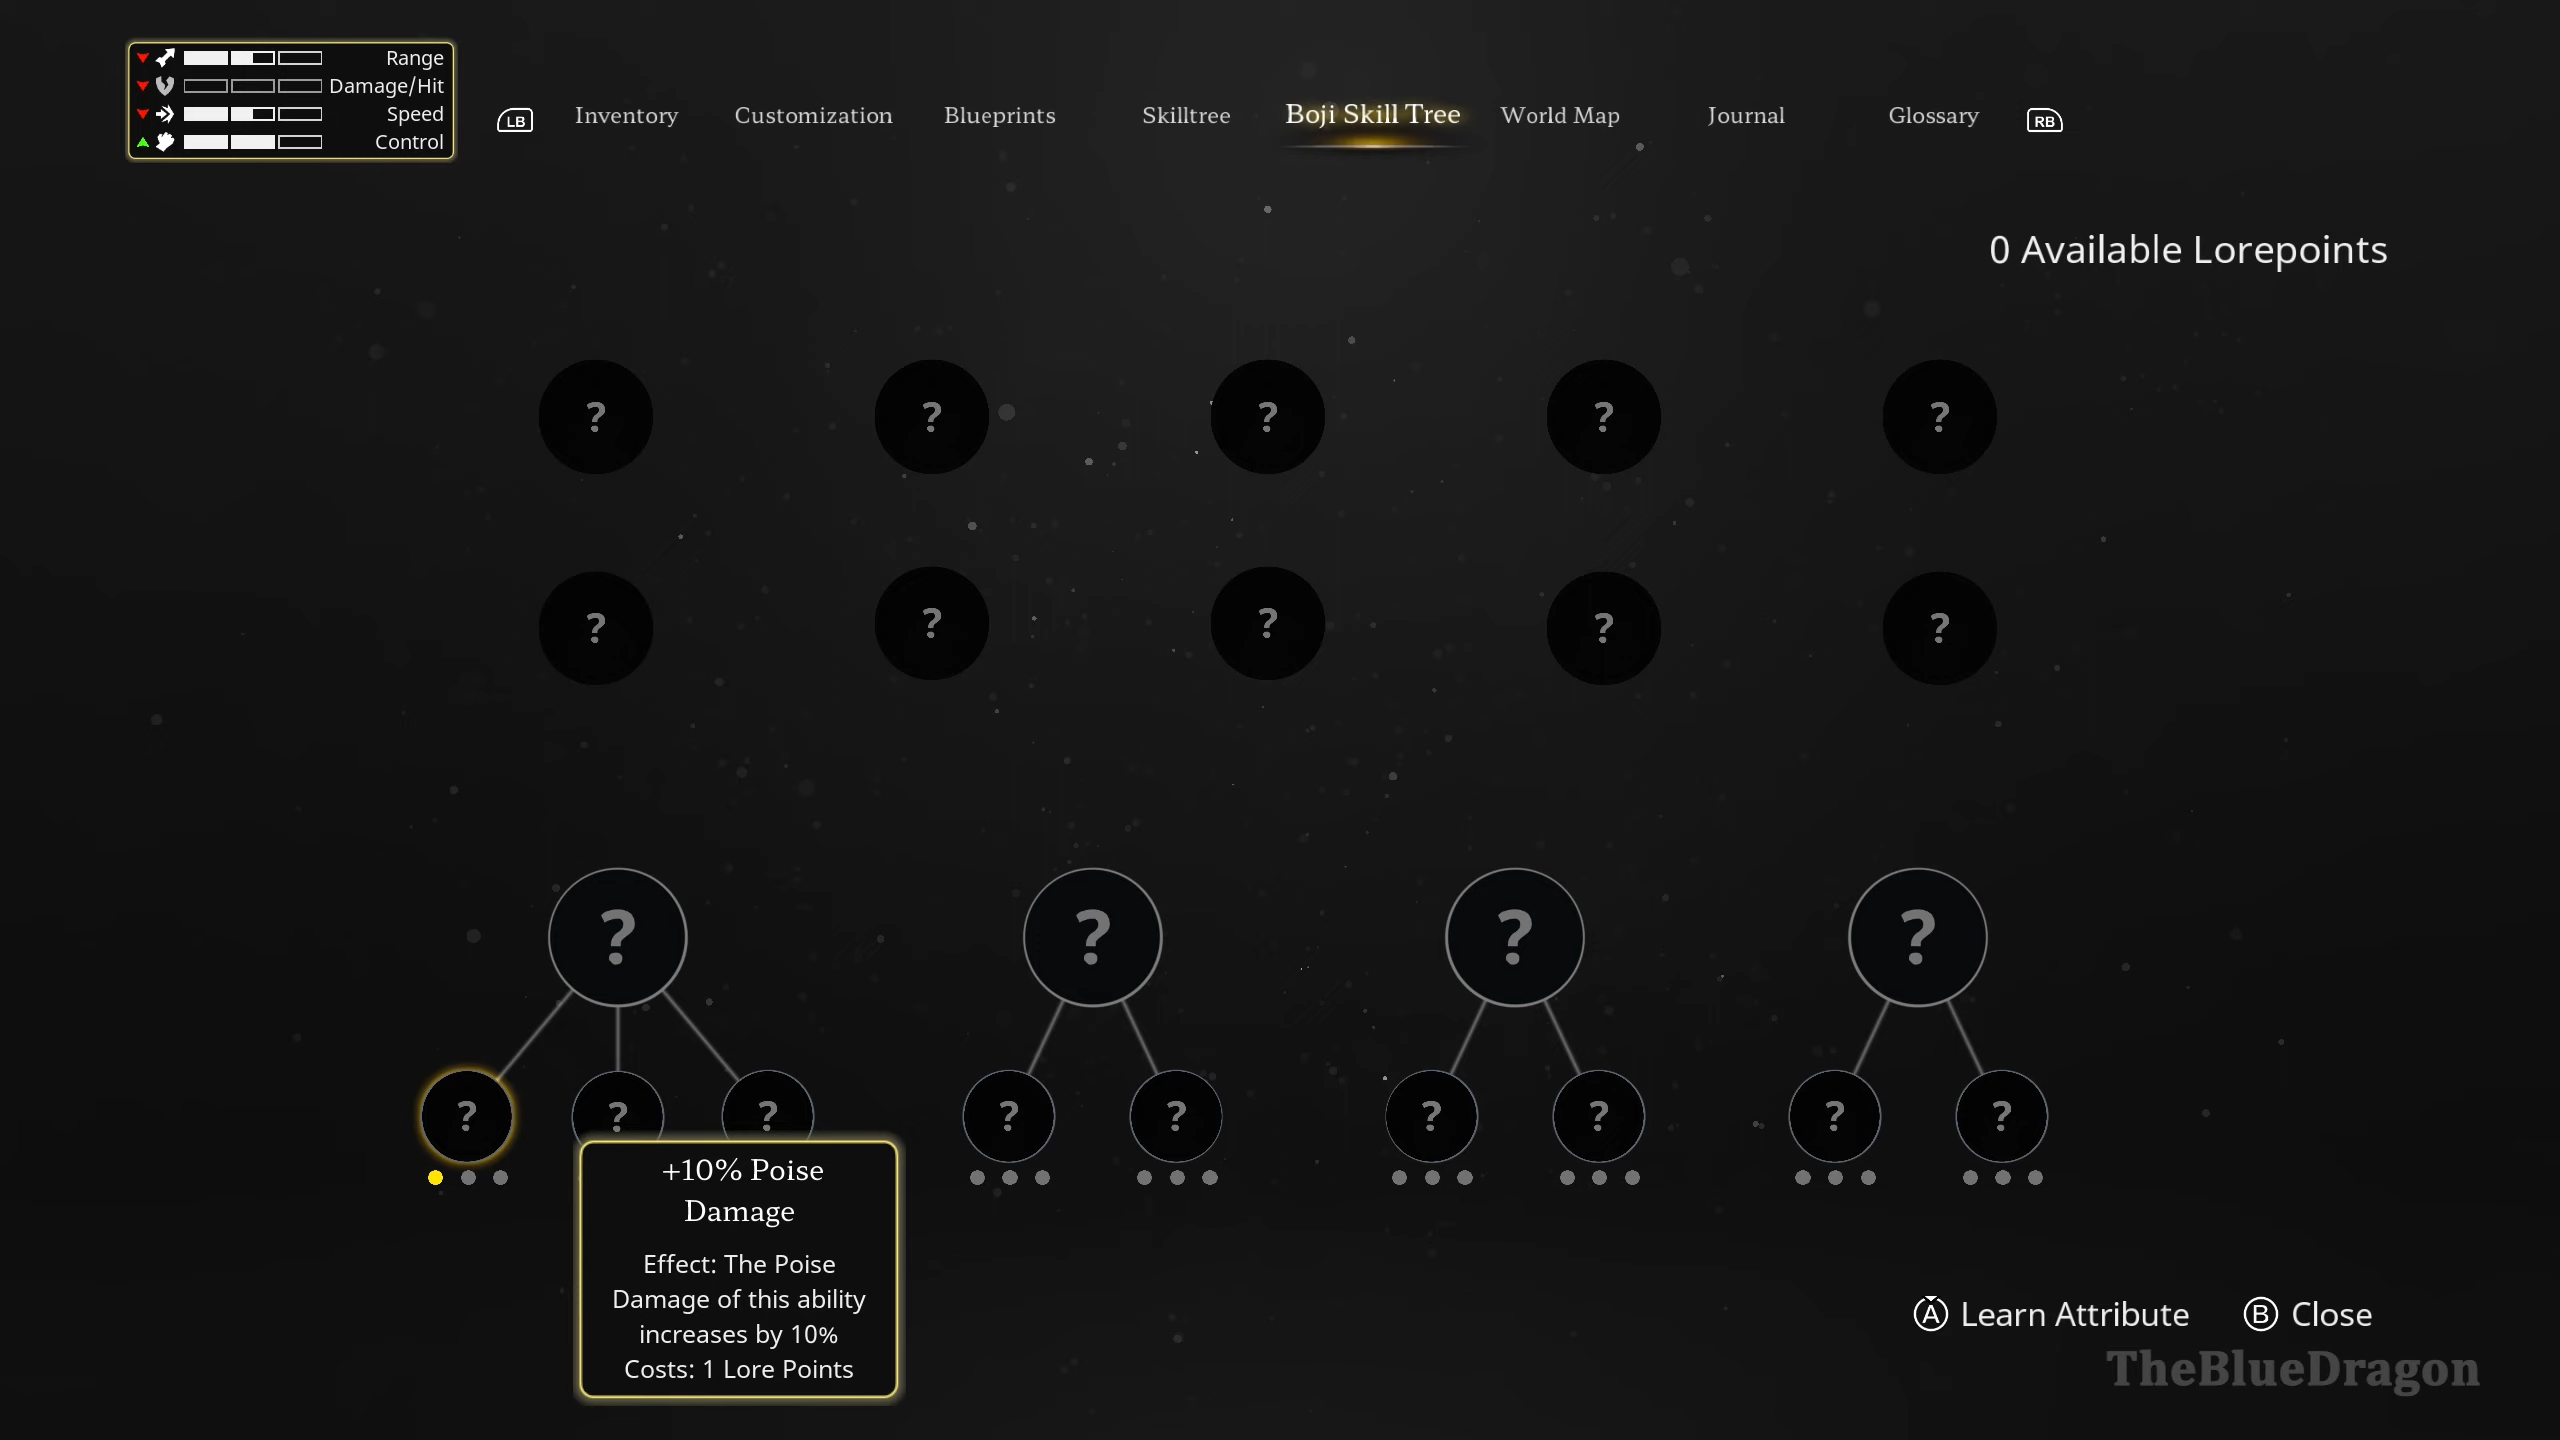 Range
Damage/Hit
Speed
Control
LB
Inventory
Customization
Blueprints
Skilltree
Boji Skill Tree
World Map
Journal
Glossary
RB
0 Available Lorepoints
? ? ? ? ?
? ? ? ? ?
? ? ? ?
? ? ? ? ? ? ? ? ?
+10% Poise
Damage
Effect: The Poise
Damage of this ability
increases by 10%
Costs: 1 Lore Points
A Learn Attribute
B Close
TheBlueDragon